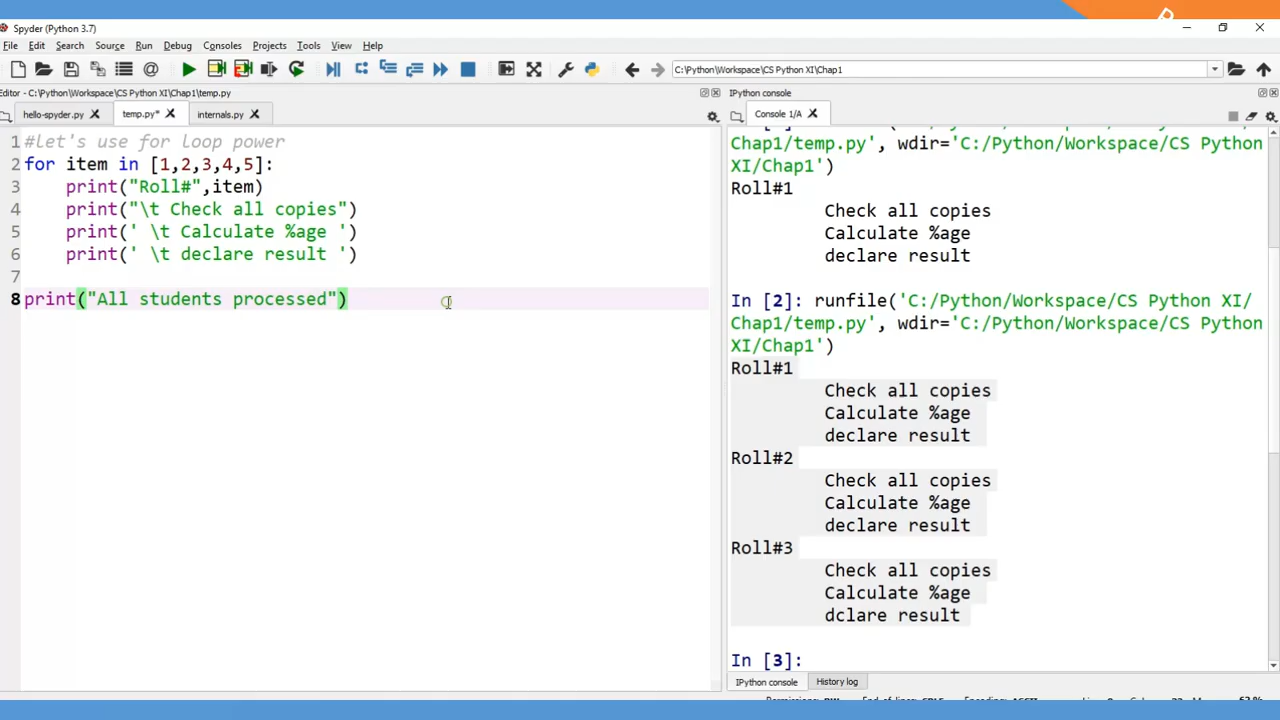 Spyder (Python 3.7)
File Edit Search Source Run Debug Consoles Projects Tools View Help
C:\Python\Workspace\CS Python XI\Chap1
Editor - C:\Python\Workspace\CS Python XI\Chap1\temp.py
hello-spyder.py temp.py* internals.py
1 #let's use for loop power
2 for item in [1,2,3,4,5]:
3 print("Roll#",item)
4 print("\t Check all copies")
5 print(' \t Calculate %age ')
6 print(' \t declare result ')
7
8 print("All students processed")
IPython console
Console 1/A
Chap1/temp.py', wdir='C:/Python/Workspace/CS Python
XI/Chap1')
Roll#1
Check all copies
Calculate %age
declare result
In [2]: runfile('C:/Python/Workspace/CS Python XI/
Chap1/temp.py', wdir='C:/Python/Workspace/CS Python
XI/Chap1')
Roll#1
Check all copies
Calculate %age
declare result
Roll#2
Check all copies
Calculate %age
declare result
Roll#3
Check all copies
Calculate %age
dclare result
In [3]:
IPython console History log